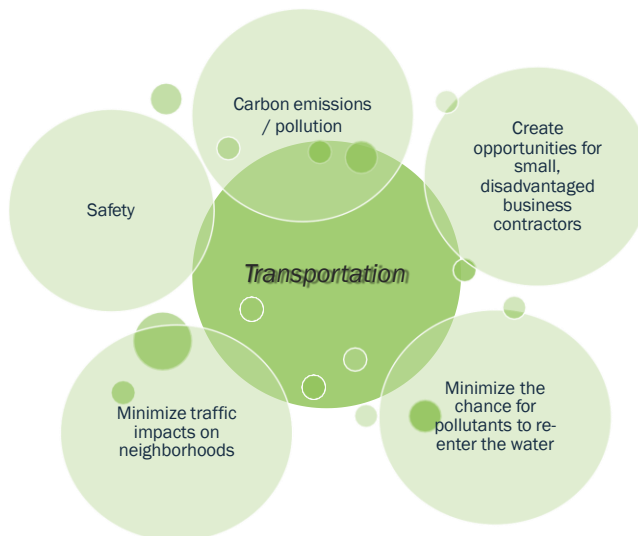 Carbon emissions
/ pollution
Create
opportunities for
small,
disadvantaged
business
contractors
Safety
Transportation
Minimize traffic
impacts on
neighborhoods
Minimize the
chance for
pollutants to re-
enter the water